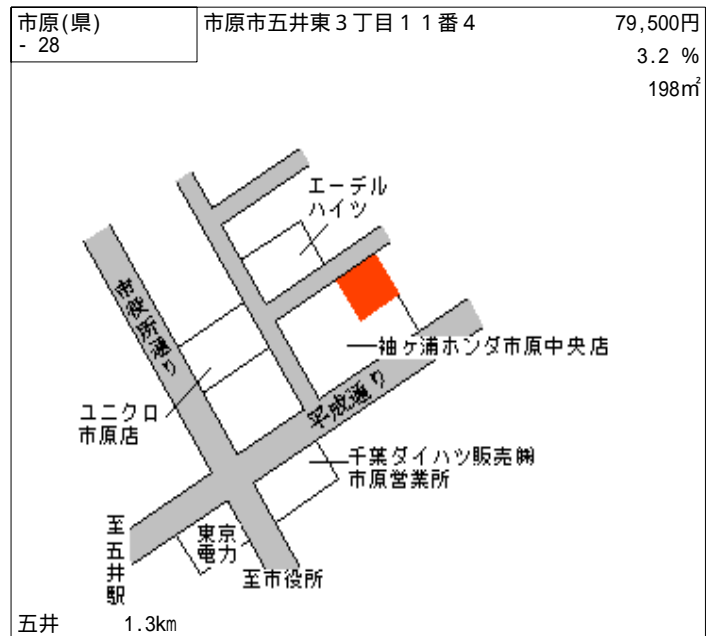 市原(県)
- 28
市原市五井東３丁目１１番４
79,500円
3.2 %
198㎡
エーデル
ハイツ
市役所通り
袖ヶ浦ホンダ市原中央店
ユニクロ
市原店
平成通り
千葉ダイハツ販売㈱
市原営業所
至五井駅
東京
電力
至市役所
五井 1.3km